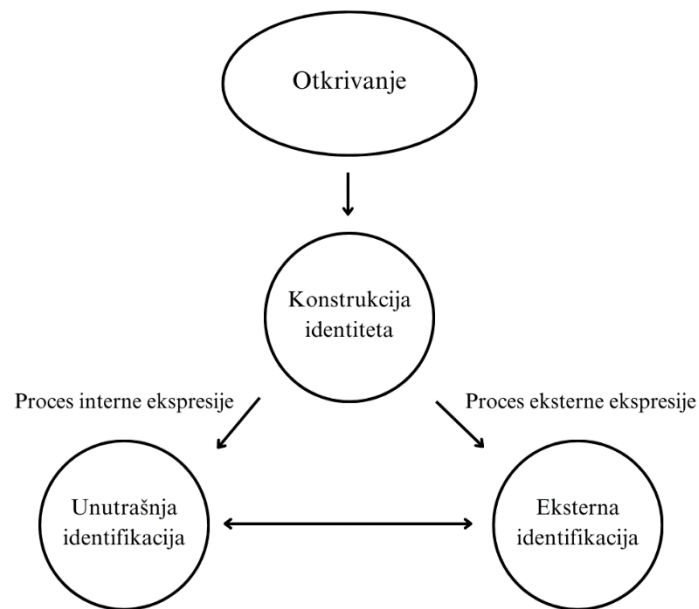 Otkrivanje
Konstrukcija
identiteta
Proces interne ekspresije
Proces eksterne ekspresije
Unutrašnja
identifikacija
Eksterna
identifikacija